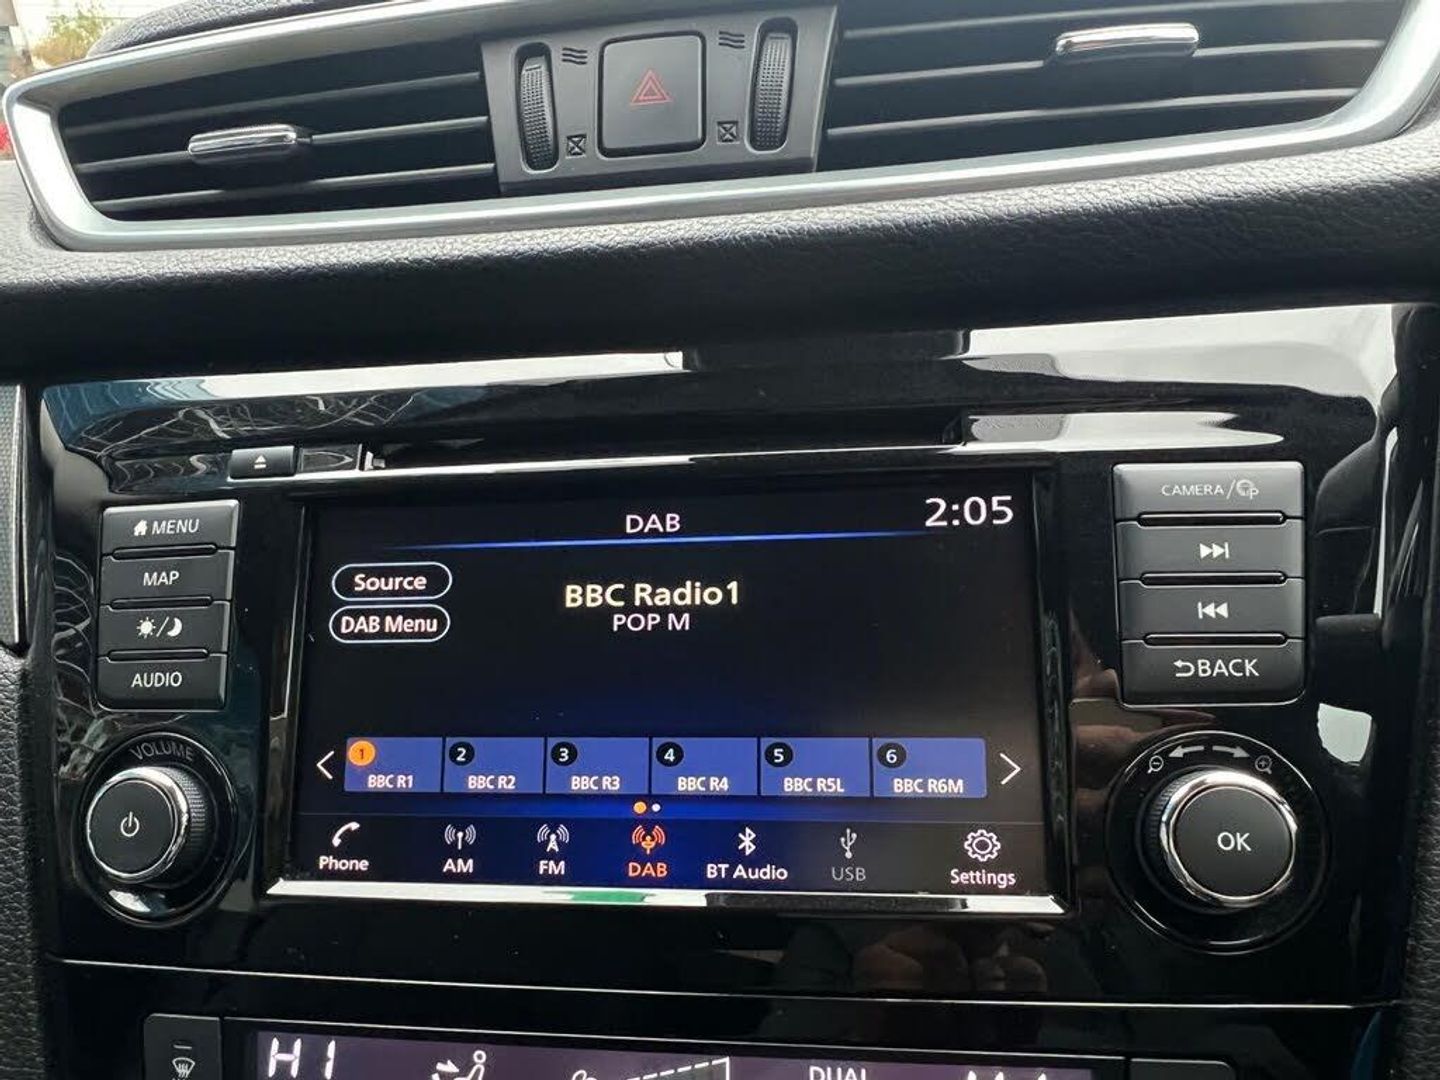 MENU
MAP
AUDIO
VOLUME
CAMERA/
BACK
OK
DAB
2:05
Source
DAB Menu
BBC Radio1
POP M
1
BBC R1
2
BBC R2
3
BBC R3
4
BBC R4
5
BBC R5L
6
BBC R6M
Phone
AM
FM
DAB
BT Audio
USB
Settings
HI
DUAL